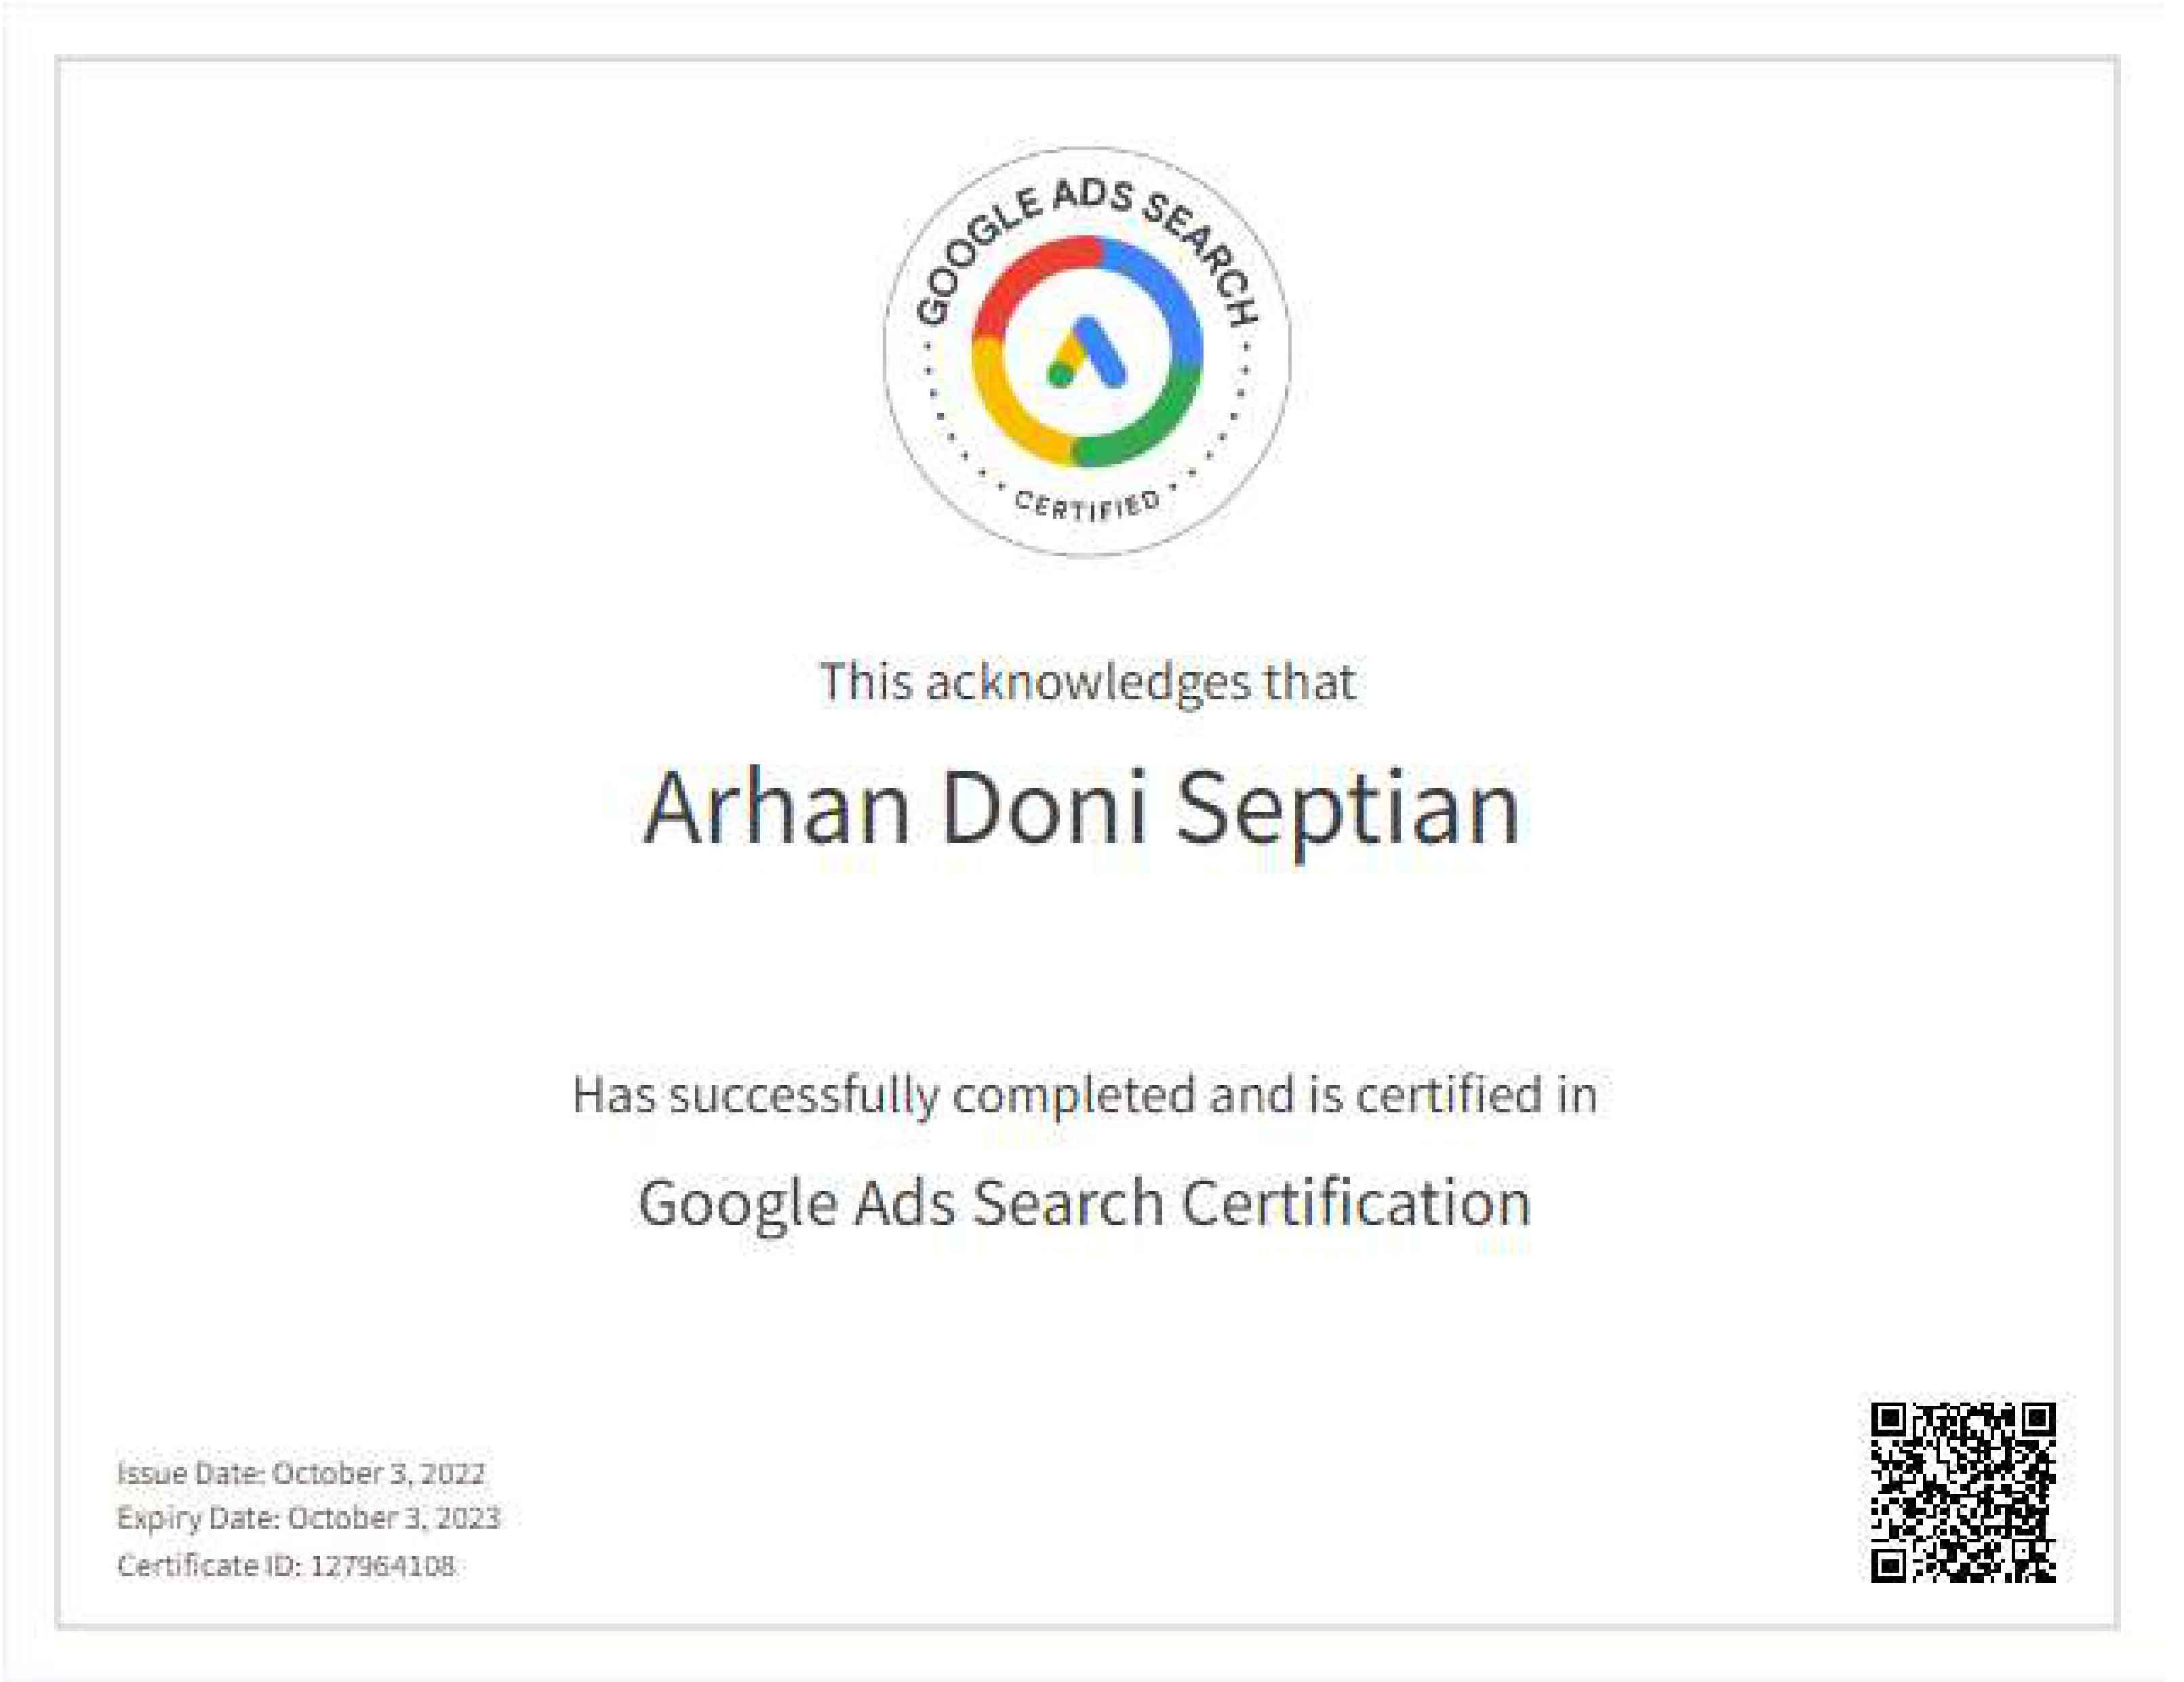 GOOGLE ADS SEARCH
CERTIFIED
This acknowledges that
Arhan Doni Septian
Has successfully completed and is certified in
Google Ads Search Certification
Issue Date: October 3, 2022
Expiry Date: October 3, 2023
Certificate ID: 127964108